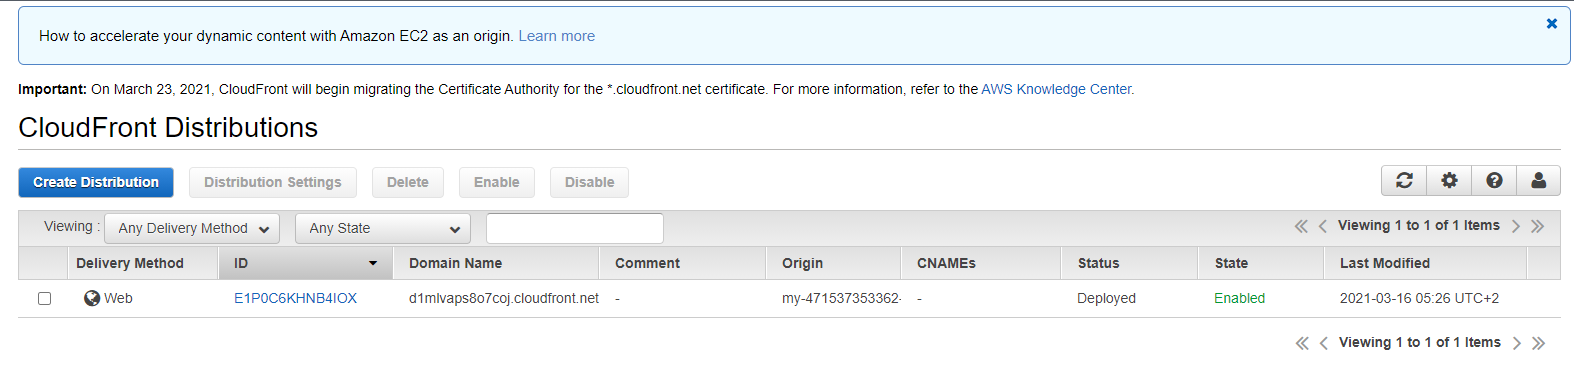 How to accelerate your dynamic content with Amazon EC2 as an origin. Learn more
Important: On March 23, 2021, CloudFront will begin migrating the Certificate Authority for the *.cloudfront.net certificate. For more information, refer to the AWS Knowledge Center.
CloudFront Distributions
Create Distribution Distribution Settings Delete Enable Disable
Viewing : Any Delivery Method Any State Viewing 1 to 1 of 1 Items
Delivery Method ID Domain Name Comment Origin CNAMEs Status State Last Modified
Web E1P0C6KHNB4IOX d1mlvaps8o7coj.cloudfront.net - my-471537353362- - Deployed Enabled 2021-03-16 05:26 UTC+2
Viewing 1 to 1 of 1 Items